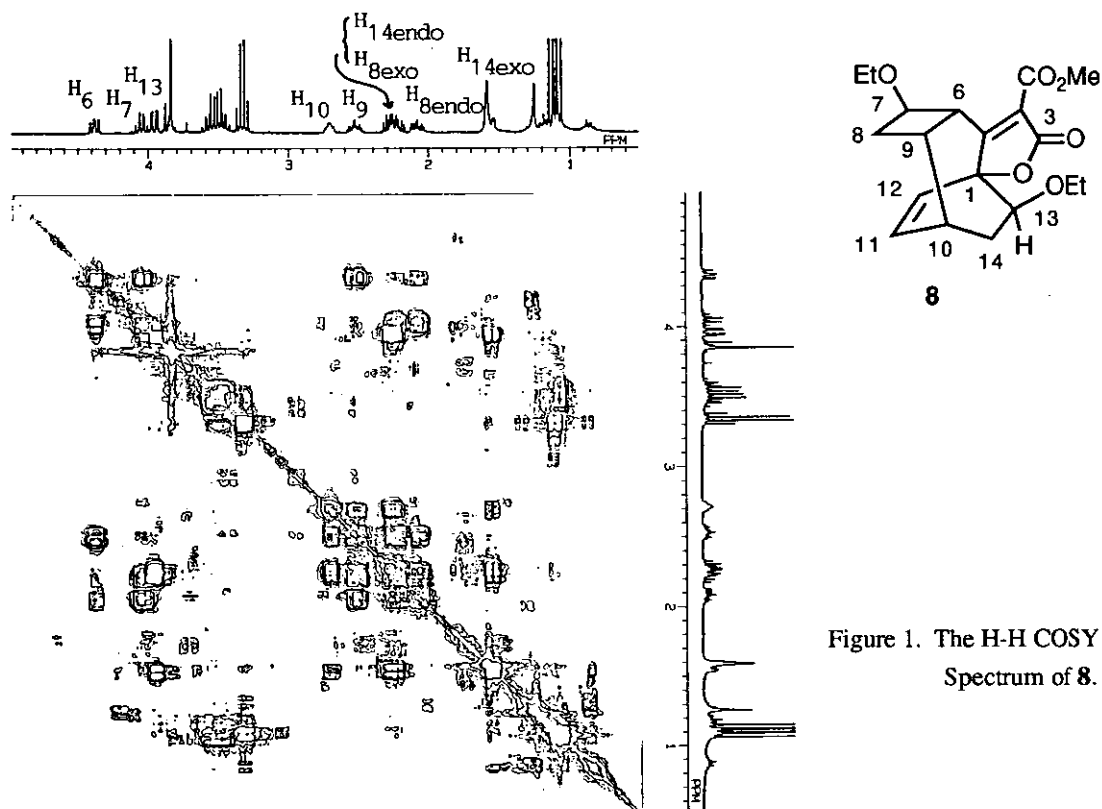 H14endo
H8exo
H6
H7
H13
H10
H9
H8endo
H14exo
PPM
4
3
2
1
4
3
2
1
PPM
EtO
CO2Me
7
6
8
3
O
9
O
12
1
OEt
11
10
14
13
H
8
Figure 1. The H-H COSY
Spectrum of 8.